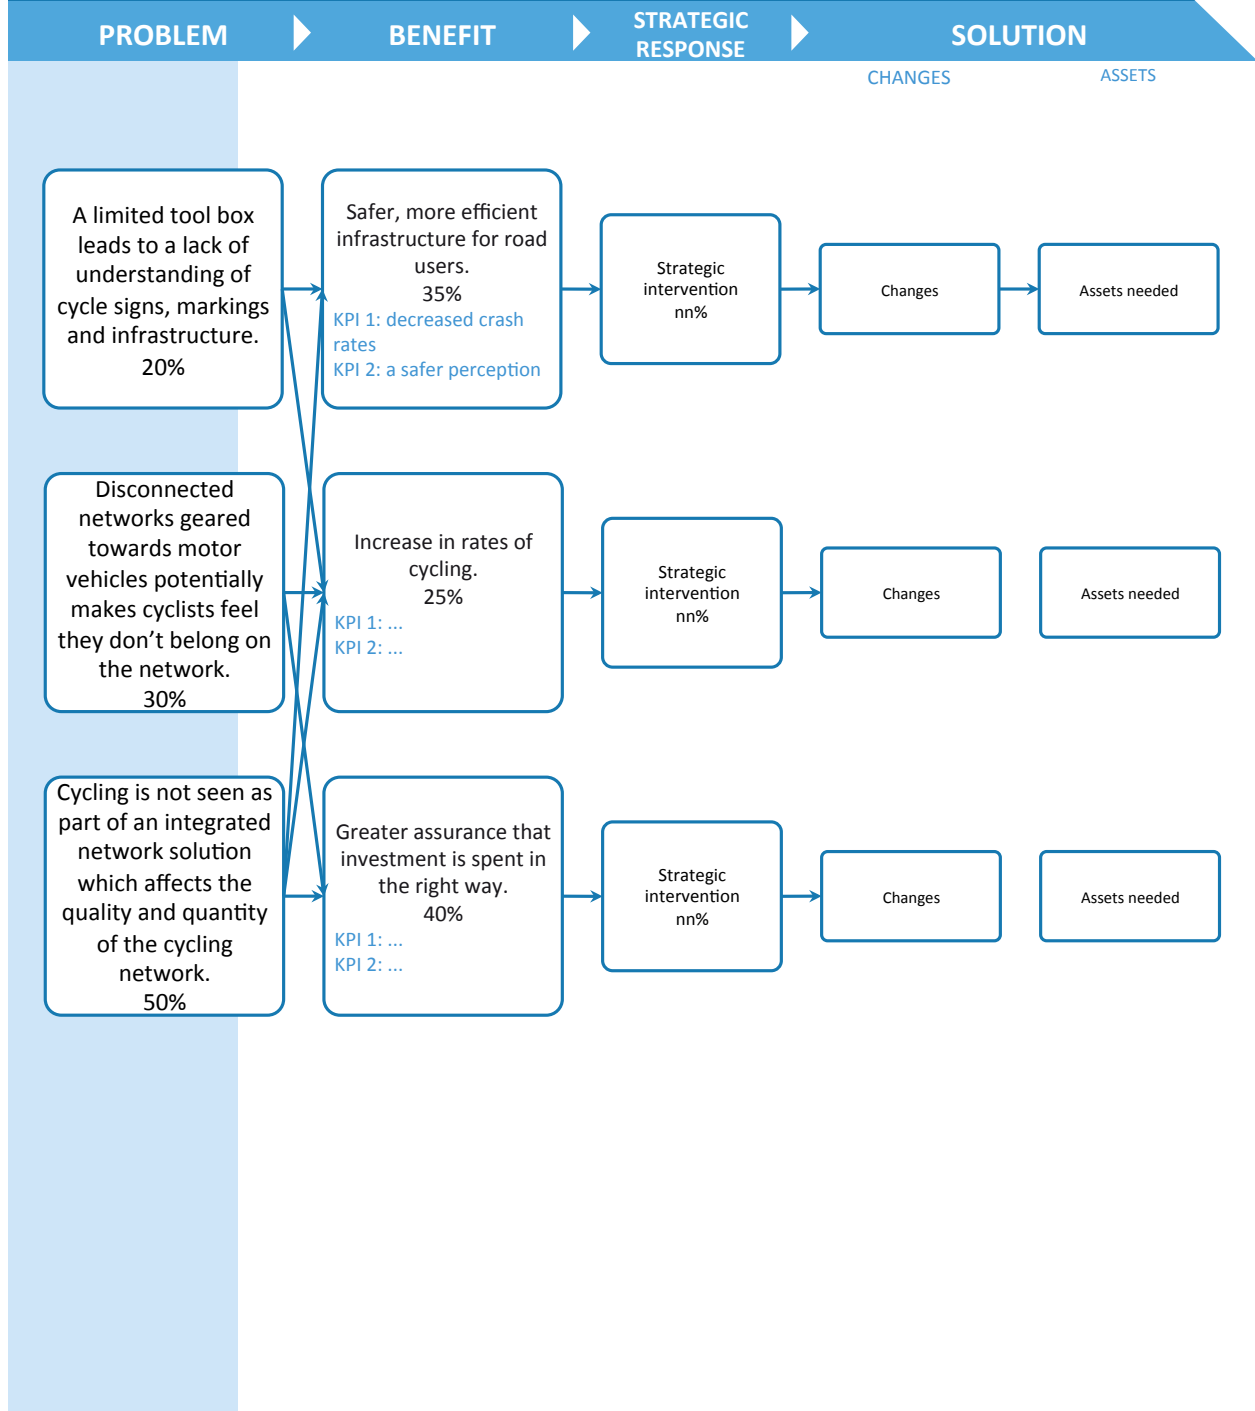 PROBLEM
BENEFIT
STRATEGIC
RESPONSE
SOLUTION
CHANGES
ASSETS
A limited tool box
leads to a lack of
understanding of
cycle signs, markings
and infrastructure.
20%
Safer, more efficient
infrastructure for road
users.
35%
KPI 1: decreased crash
rates
KPI 2: a safer perception
Strategic
intervention
nn%
Changes
Assets needed
Disconnected
networks geared
towards motor
vehicles potentially
makes cyclists feel
they don’t belong on
the network.
30%
Increase in rates of
cycling.
25%
KPI 1: ...
KPI 2: ...
Strategic
intervention
nn%
Changes
Assets needed
Cycling is not seen as
part of an integrated
network solution
which affects the
quality and quantity
of the cycling
network.
50%
Greater assurance that
investment is spent in
the right way.
40%
KPI 1: ...
KPI 2: ...
Strategic
intervention
nn%
Changes
Assets needed